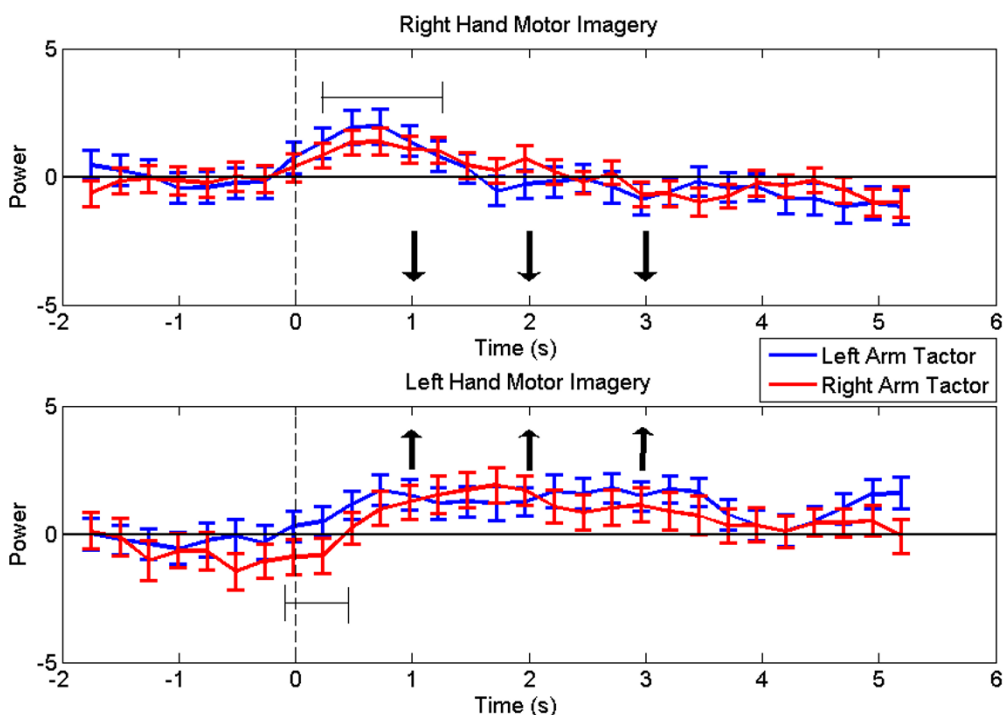 Right Hand Motor Imagery
5
0
-5
Power
-2 -1 0 1 2 3 4 5 6
Time (s)
Left Arm Tactor
Right Arm Tactor
Left Hand Motor Imagery
5
0
-5
Power
-2 -1 0 1 2 3 4 5 6
Time (s)